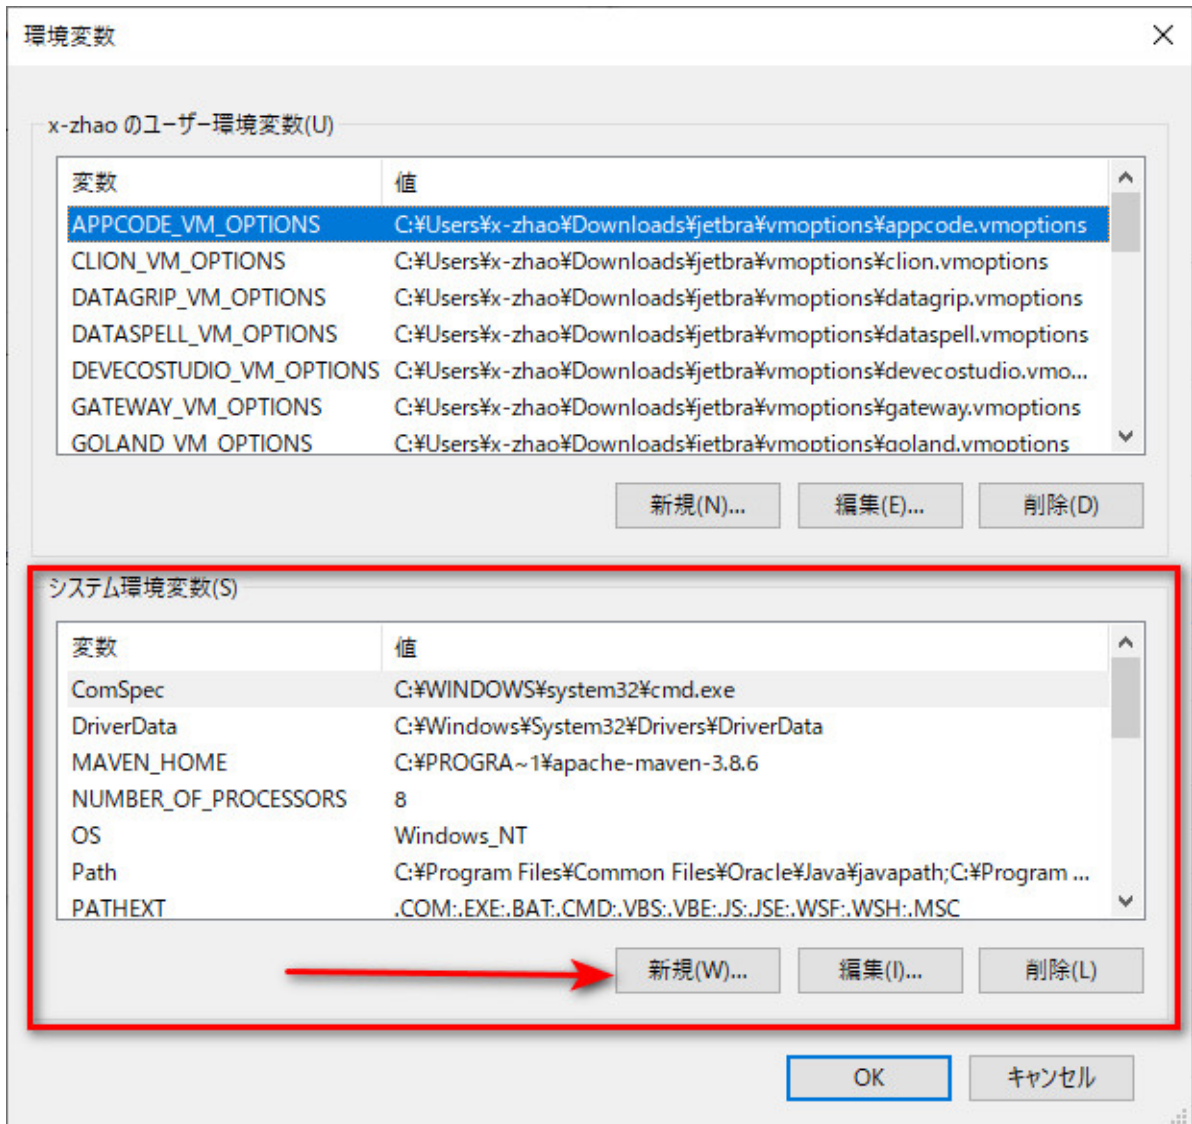 環境変数
x-zhao のユーザー環境変数(U)
変数 値
APPCODE_VM_OPTIONS C:¥Users¥x-zhao¥Downloads¥jetbra¥vmoptions¥appcode.vmoptions
CLION_VM_OPTIONS C:¥Users¥x-zhao¥Downloads¥jetbra¥vmoptions¥clion.vmoptions
DATAGRIP_VM_OPTIONS C:¥Users¥x-zhao¥Downloads¥jetbra¥vmoptions¥datagrip.vmoptions
DATASPELL_VM_OPTIONS C:¥Users¥x-zhao¥Downloads¥jetbra¥vmoptions¥dataspell.vmoptions
DEVECOSTUDIO_VM_OPTIONS C:¥Users¥x-zhao¥Downloads¥jetbra¥vmoptions¥devecostudio.vmo...
GATEWAY_VM_OPTIONS C:¥Users¥x-zhao¥Downloads¥jetbra¥vmoptions¥gateway.vmoptions
GOLAND_VM_OPTIONS C:¥Users¥x-zhao¥Downloads¥jetbra¥vmoptions¥goland.vmoptions
新規(N)... 編集(E)... 削除(D)
システム環境変数(S)
変数 値
ComSpec C:¥WINDOWS¥system32¥cmd.exe
DriverData C:¥Windows¥System32¥Drivers¥DriverData
MAVEN_HOME C:¥PROGRA~1¥apache-maven-3.8.6
NUMBER_OF_PROCESSORS 8
OS Windows_NT
Path C:¥Program Files¥Common Files¥Oracle¥Java¥javapath;C:¥Program ...
PATHEXT .COM;.EXE;.BAT;.CMD;.VBS;.VBE;.JS;.JSE;.WSF;.WSH;.MSC
新規(W)... 編集(I)... 削除(L)
OK キャンセル